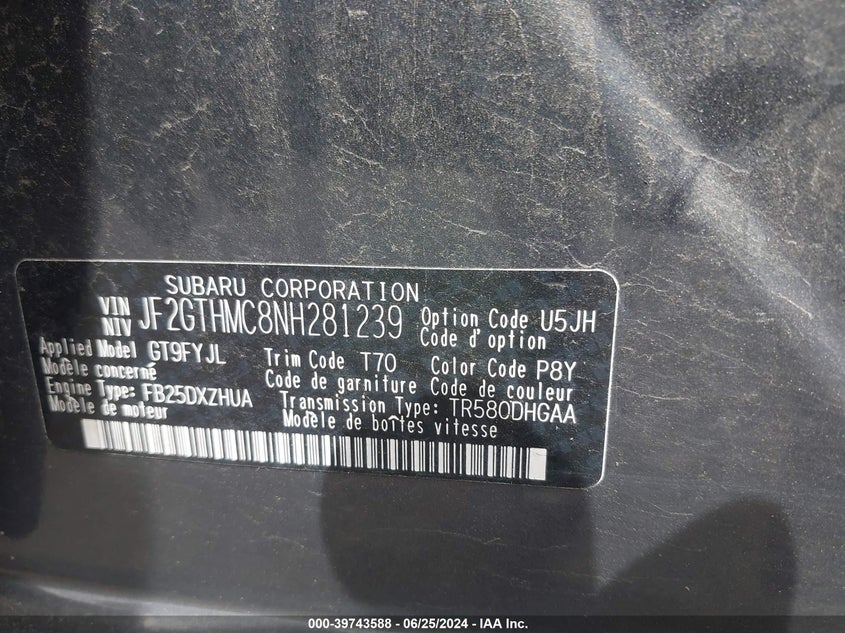 SUBARU CORPORATION
VIN NIV JF2GTHMC8NH281239 Option Code U5JH
Code d'option
Applied Model GT9FYJL Trim Code T70 Color Code P8Y
Modèle concerné Code de garniture Code de couleur
Engine Type: FB25DXZHUA Transmission Type: TR580DHGAA
Modèle de moteur Modèle de boîtes vitesse
000-39743588 - 06/25/2024 - IAA Inc.